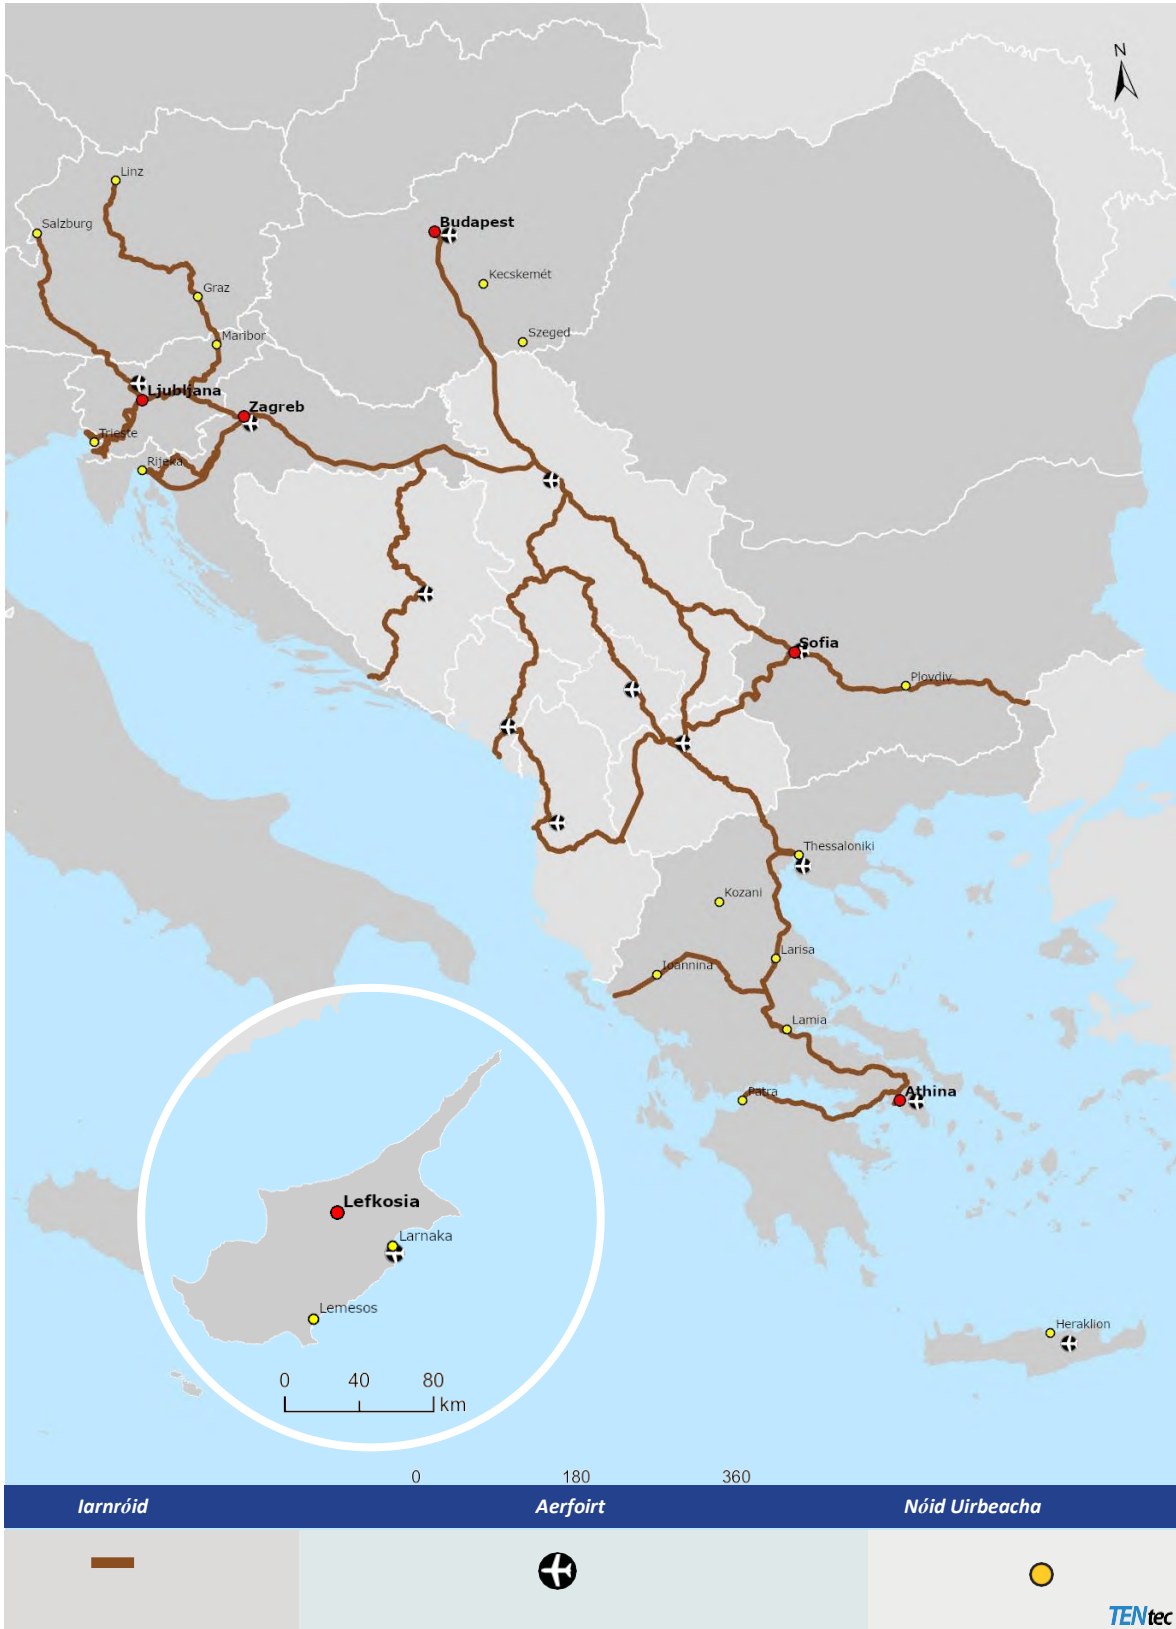 N
Linz
Salzburg
Budapest
Kecskemét
Graz
Szeged
Maribor
Ljubljana
Zagreb
Trieste
Rijeka
Sofia
Plovdiv
Thessaloniki
Kozani
Larisa
Ioannina
Lamia
Patra
Athina
Lefkosia
Larnaka
Lemesos
Heraklion
0 40 80
km
0 180 360
Iarnróid Aerfoirt Nóid Uirbeacha
TENtec